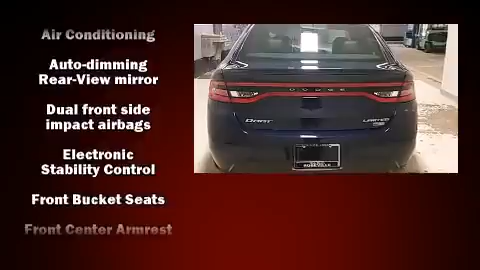 Air Conditioning
Auto-dimming
Rear-View mirror
Dual front side
impact airbags
Electronic
Stability Control
Front Bucket Seats
Front Center Armrest
DODGE
Dart
LIMITED
ROSEVILLE